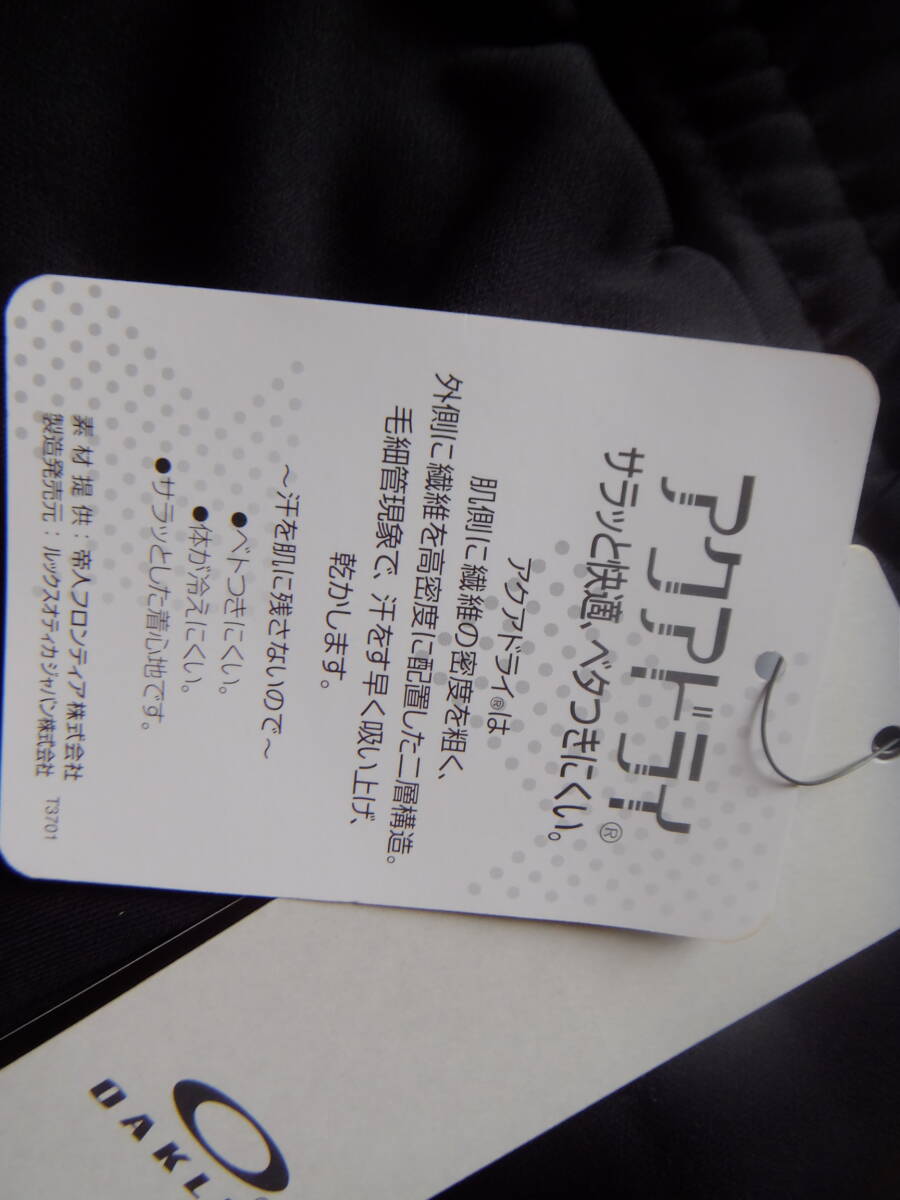 アクアドライ®
サラッと快適、ベタつきにくい。
アクアドライ®は
肌側に繊維の密度を粗く、
外側に繊維を高密度に配置した二層構造。
毛細管現象で、汗をす早く吸い上げ、
乾かします。
～汗を肌に残さないので～
●ベトつきにくい。
●体が冷えにくい。
●サラッとした着心地です。
素材提供：帝人フロンティア株式会社
製造発売元：ルックスオティカジャパン株式会社 T3701
OAKL